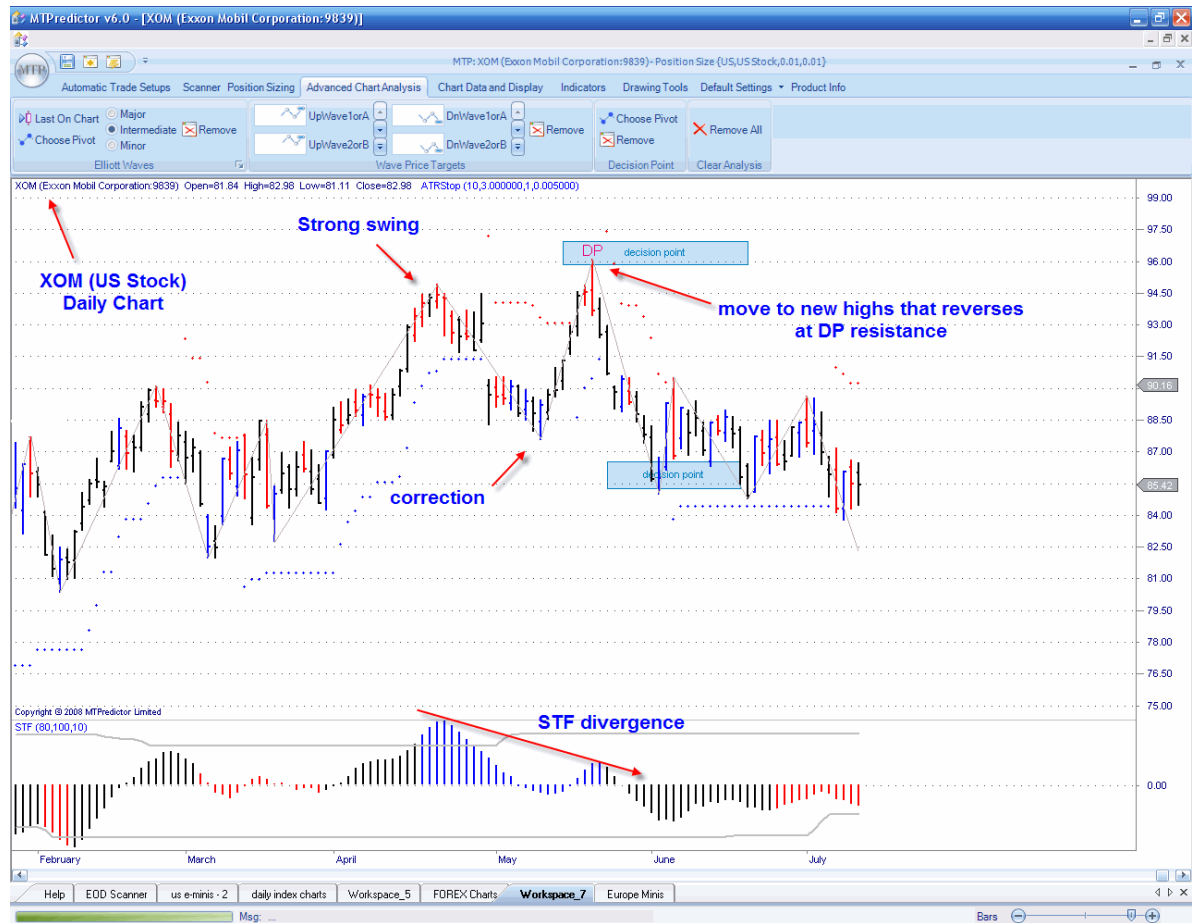 MTPredictor v6.0 - [XOM (Exxon Mobil Corporation:9839)]
MTP
MTP: XOM (Exxon Mobil Corporation:9839)- Position Size {US,US Stock,0.01,0.01}
Automatic Trade Setups Scanner Position Sizing Advanced Chart Analysis Chart Data and Display Indicators Drawing Tools Default Settings Product Info
Last On Chart
Choose Pivot
Major
Intermediate
Minor
Remove
Elliott Waves
UpWave1orA
UpWave2orB
DnWave1orA
DnWave2orB
Remove
Wave Price Targets
Choose Pivot
Remove
Decision Point
Remove All
Clear Analysis
XOM (Exxon Mobil Corporation:9839) Open=81.84 High=82.98 Low=81.11 Close=82.98 ATRStop (10,3.000000,1,0.005000)
Strong swing
DP decision point
XOM (US Stock)
Daily Chart
move to new highs that reverses
at DP resistance
correction
decision point
99.00
97.50
96.00
94.50
93.00
91.50
90.16
88.50
87.00
85.42
84.00
82.50
81.00
79.50
78.00
76.50
75.00
Copyright © 2008 MTPredictor Limited
STF (80,100,10)
STF divergence
0.00
February March April May June July
Help EOD Scanner us e-minis - 2 daily index charts Workspace_5 FOREX Charts Workspace_7 Europe Minis
Msg: ...
Bars